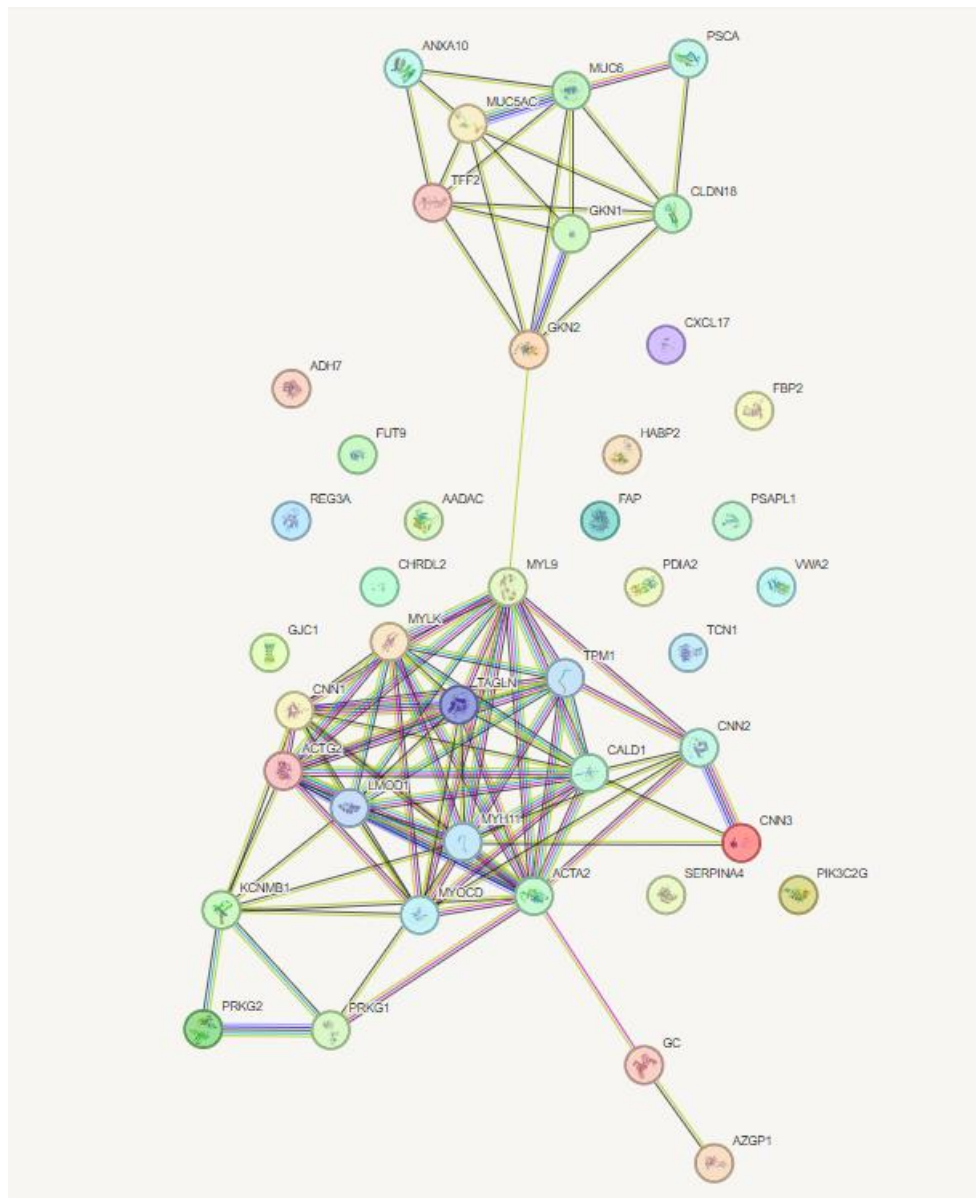 PSCA
ANXA10
MUC6
MUC5AC
TFF2
CLDN18
GKN1
CXCL17
GKN2
ADH7
FBP2
FUT9
HABP2
REG3A
AADAC
FAP
PSAPL1
CHRDL2
MYL9
PDIA2
VWA2
MYLK
GJC1
TPM1
TCN1
TAGLN
CNN1
CNN2
ACTG2
CALD1
LMOD1
MYH11
CNN3
ACTA2
SERPINA4
PIK3C2G
KCNMB1
MYOCD
PRKG2
PRKG1
GC
AZGP1